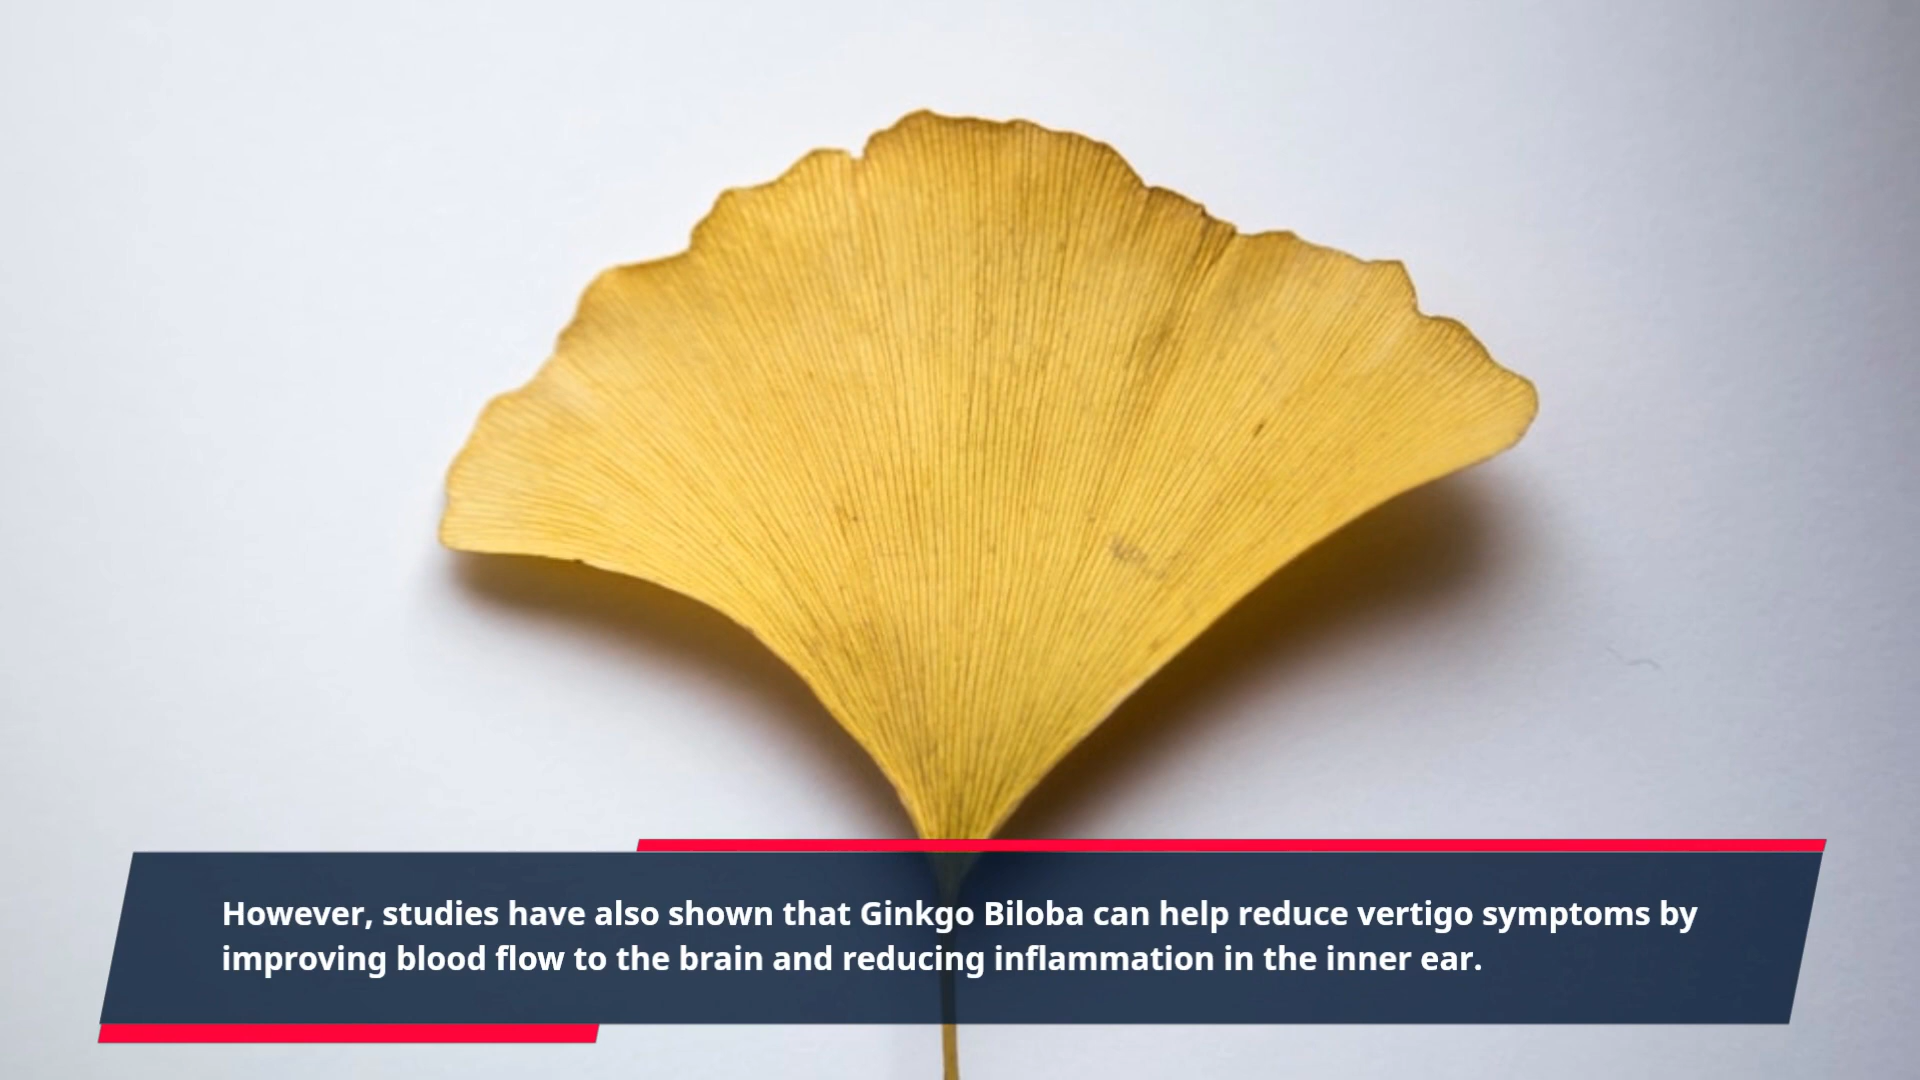 However, studies have also shown that Ginkgo Biloba can help reduce vertigo symptoms by
improving blood flow to the brain and reducing inflammation in the inner ear.